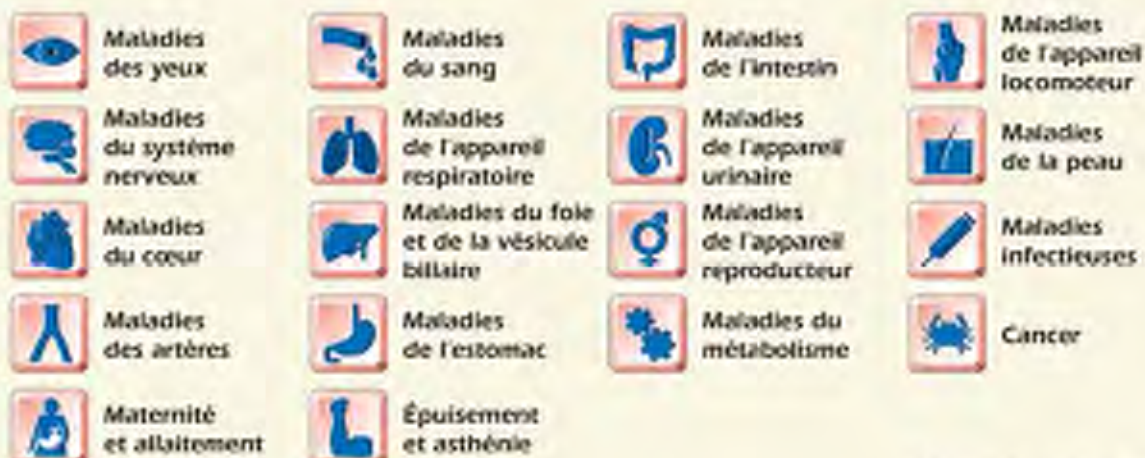 Maladies
des yeux
Maladies
du sang
Maladies
de l'intestin
Maladies
de l'appareil
locomoteur
Maladies
du système
nerveux
Maladies
de l'appareil
respiratoire
Maladies
de l'appareil
urinaire
Maladies
de la peau
Maladies
du cœur
Maladies du foie
et de la vésicule
biliaire
Maladies
de l'appareil
reproducteur
Maladies
infectieuses
Maladies
des artères
Maladies
de l'estomac
Maladies du
métabolisme
Cancer
Maternité
et allaitement
Épuisement
et asthénie